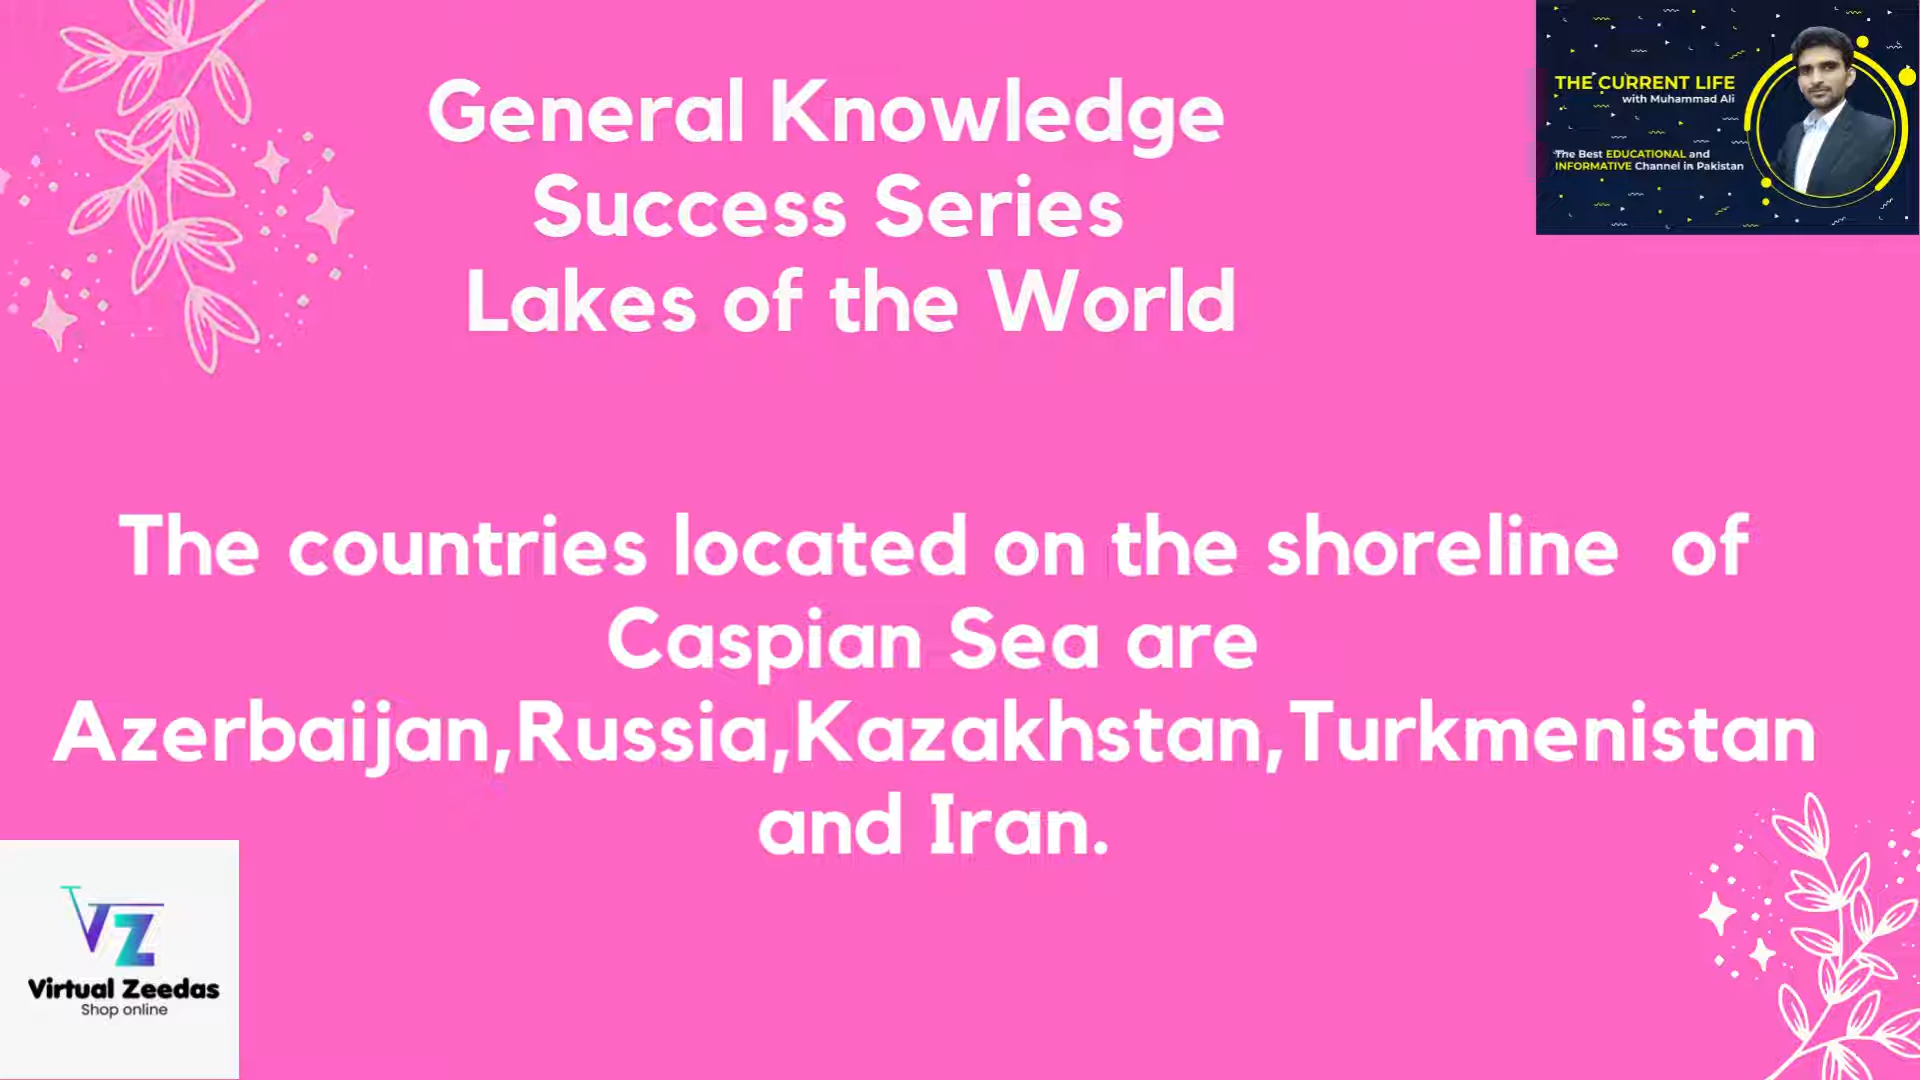 General Knowledge
Success Series
Lakes of the World
THE CURRENT LIFE
with Muhammad Ali
The Best EDUCATIONAL and
INFORMATIVE Channel in Pakistan
The countries located on the shoreline of
Caspian Sea are
Azerbaijan,Russia,Kazakhstan,Turkmenistan
and Iran.
VZ
Virtual Zeedas
Shop online